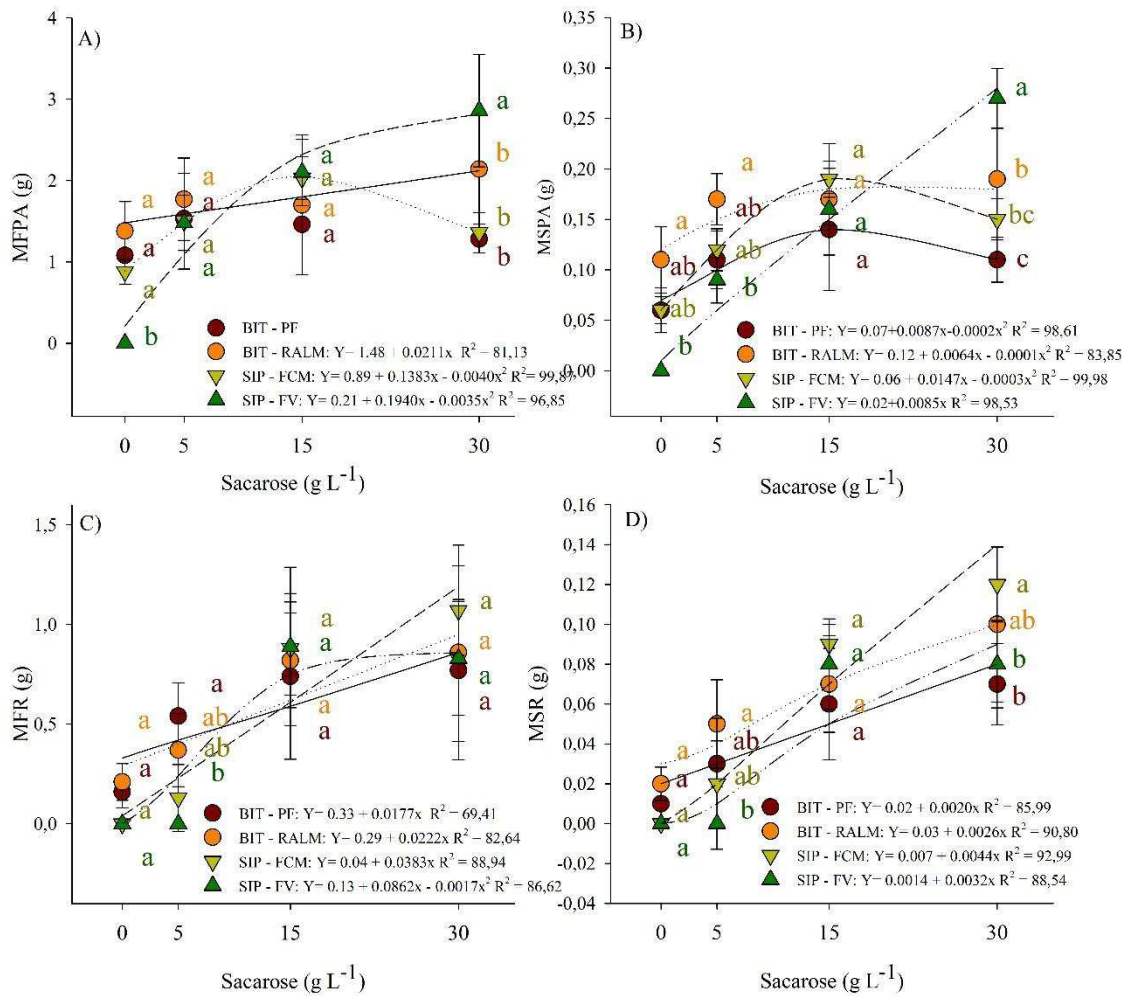 A)
4
3
2
1
0
MFPA (g)
a
a
a
a
a
a
a
a
a
b
a
a
a
a
a
b
b
b
BIT - PF
BIT - RALM: Y= 1.48 + 0.0211x R² = 81,13
SIP - FCM: Y= 0.89 + 0.1383x - 0.0040x² R² = 99,87
SIP - FV: Y= 0.21 + 0.1940x - 0.0035x² R² = 96,85
0 5 15 30
Sacarose (g L⁻¹)
B)
0,35
0,30
0,25
0,20
0,15
0,10
0,05
0,00
MSPA (g)
a
ab
ab
b
a
ab
b
a
a
a
a
a
b
bc
c
BIT - PF: Y= 0.07+0.0087x-0.0002x² R² = 98,61
BIT - RALM: Y= 0.12 + 0.0064x - 0.0001x² R² = 83,85
SIP - FCM: Y= 0.06 + 0.0147x - 0.0003x² R² = 99,98
SIP - FV: Y= 0.02+0.0085x R² = 98,53
0 5 15 30
Sacarose (g L⁻¹)
C)
1,5
1,0
0,5
0,0
MFR (g)
a
a
a
a
a
ab
ab
b
a
a
a
a
a
a
a
a
BIT - PF: Y= 0.33 + 0.0177x R² = 69,41
BIT - RALM: Y= 0.29 + 0.0222x R² = 82,64
SIP - FCM: Y= 0.04 + 0.0383x R² = 88,94
SIP - FV: Y= 0.13 + 0.0862x - 0.0017x² R² = 86,62
0 5 15 30
Sacarose (g L⁻¹)
D)
0,16
0,14
0,12
0,10
0,08
0,06
0,04
0,02
0,00
-0,02
-0,04
MSR (g)
a
a
a
a
a
ab
ab
b
a
a
a
a
a
ab
b
b
BIT - PF: Y= 0.02 + 0.0020x R² = 85,99
BIT - RALM: Y= 0.03 + 0.0026x R² = 90,80
SIP - FCM: Y= 0.007 + 0.0044x R² = 92,99
SIP - FV: Y= 0.0014 + 0.0032x R² = 88,54
0 5 15 30
Sacarose (g L⁻¹)